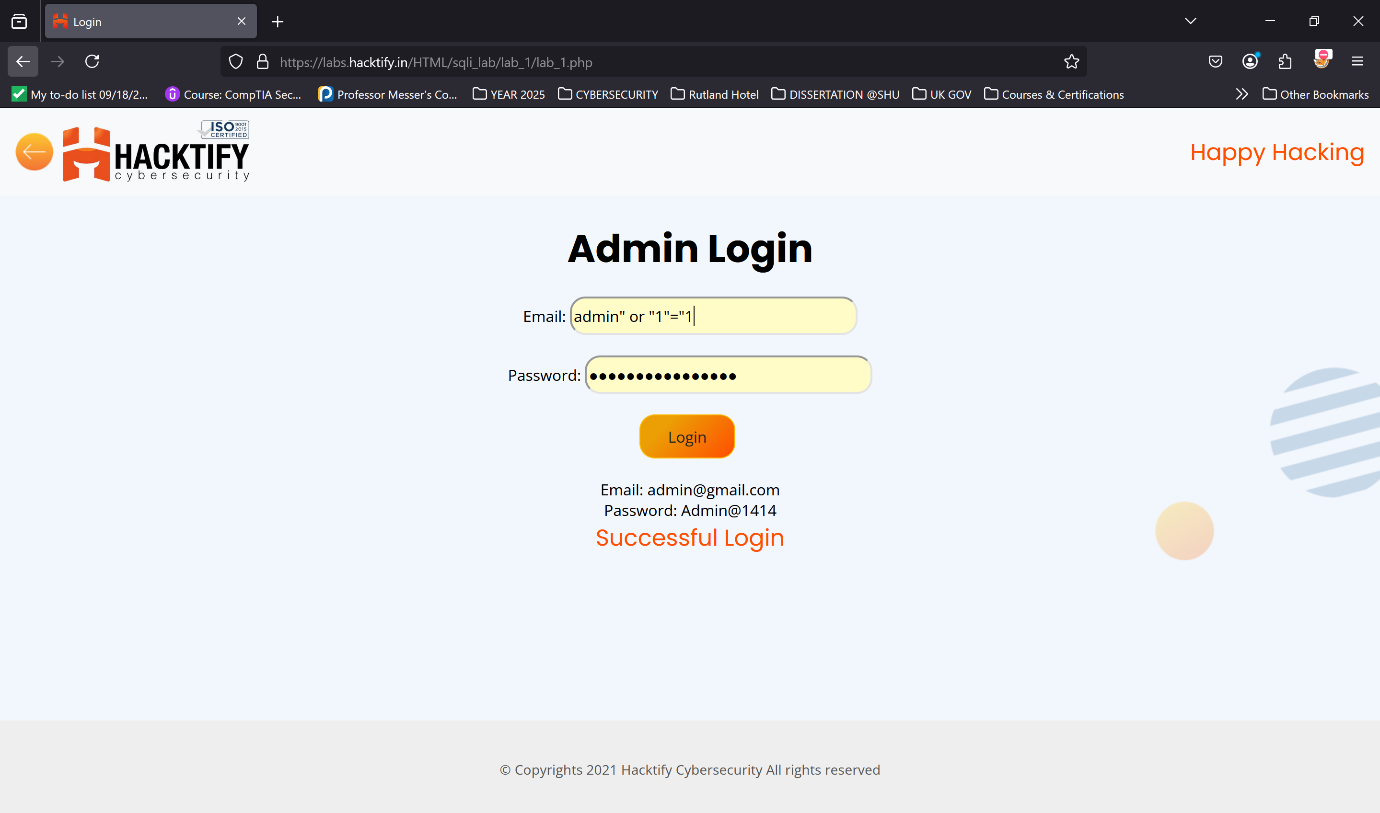 Login
https://labs.hacktify.in/HTML/sqli_lab/lab_1/lab_1.php
My to-do list 09/18/2... Course: CompTIA Sec... Professor Messer's Co... YEAR 2025 CYBERSECURITY Rutland Hotel DISSERTATION @SHU UK GOV Courses & Certifications Other Bookmarks
ISO 9001 2015
CERTIFIED
HACKTIFY
cybersecurity
Happy Hacking
Admin Login
Email: admin" or "1"="1
Password: ••••••••••••••••
Login
Email: admin@gmail.com
Password: Admin@1414
Successful Login
© Copyrights 2021 Hacktify Cybersecurity All rights reserved